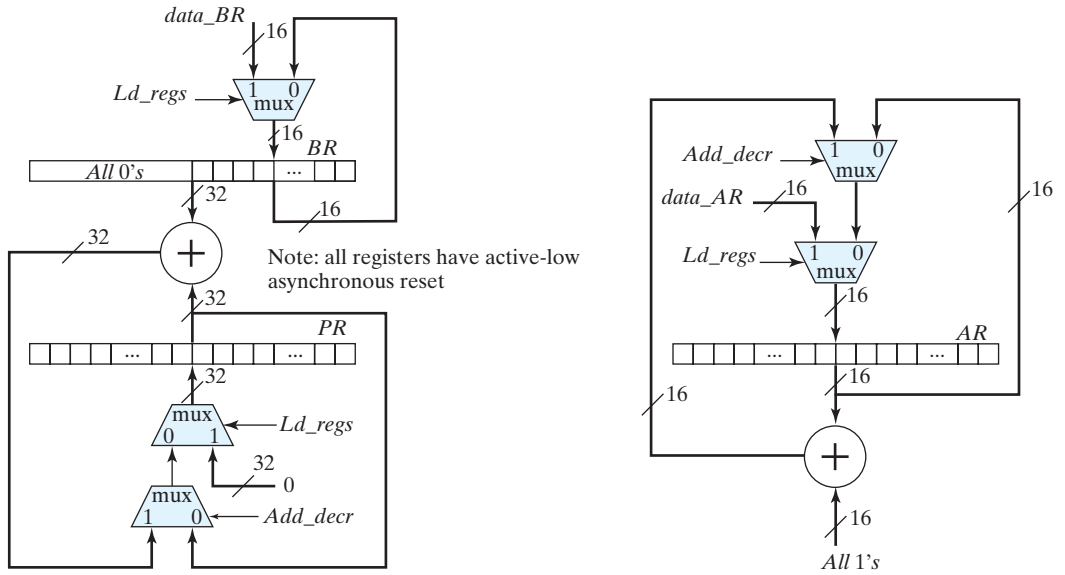 data_BR
16
1 0
mux
Ld_regs
16
BR
All 0's
...
32
16
32
+
Note: all registers have active-low
asynchronous reset
32
PR
...
...
32
mux
0 1
Ld_regs
32
0
mux
1 0
Add_decr
1 0
mux
Add_decr
16
data_AR
16
1 0
mux
Ld_regs
16
AR
...
...
16
16
+
16
All 1's